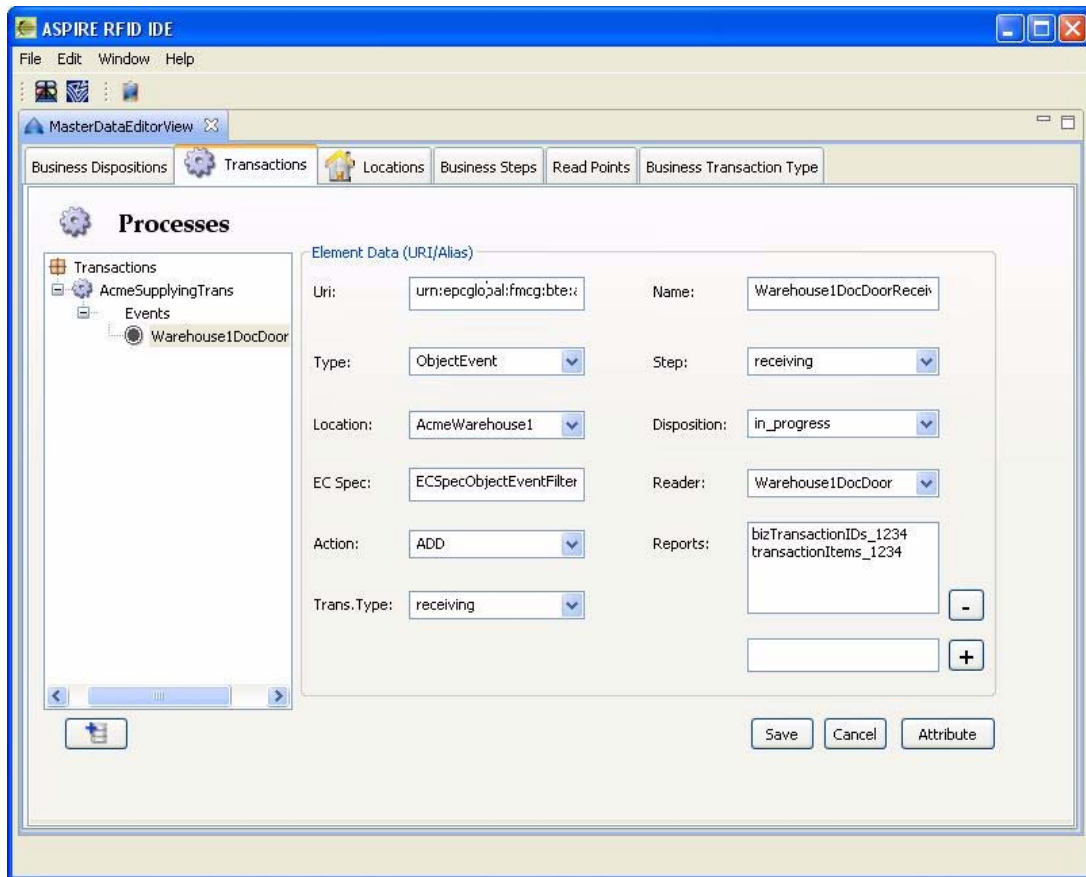 ASPIRE RFID IDE
File Edit Window Help
MasterDataEditorView
Business Dispositions Transactions Locations Business Steps Read Points Business Transaction Type
Processes
Transactions
AcmeSupplyingTrans
Events
Warehouse1DocDoor
Element Data (URI/Alias)
Uri: urn:epcglobal:fmcg:bte:a Name: Warehouse1DocDoorReceiv
Type: ObjectEvent Step: receiving
Location: AcmeWarehouse1 Disposition: in_progress
EC Spec: ECSpecObjectEventFilter Reader: Warehouse1DocDoor
Action: ADD Reports: bizTransactionIDs_1234
transactionItems_1234
Trans.Type: receiving
-
+
Save Cancel Attribute